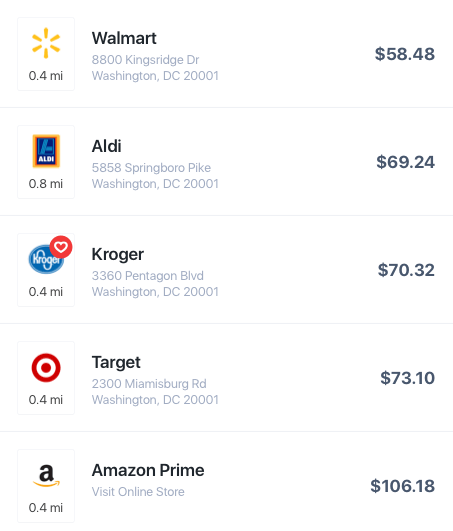 Walmart
8800 Kingsridge Dr
Washington, DC 20001
0.4 mi
$58.48
ALDI
Aldi
5858 Springboro Pike
Washington, DC 20001
0.8 mi
$69.24
Kroger
Kroger
3360 Pentagon Blvd
Washington, DC 20001
0.4 mi
$70.32
Target
2300 Miamisburg Rd
Washington, DC 20001
0.4 mi
$73.10
a
Amazon Prime
Visit Online Store
0.4 mi
$106.18